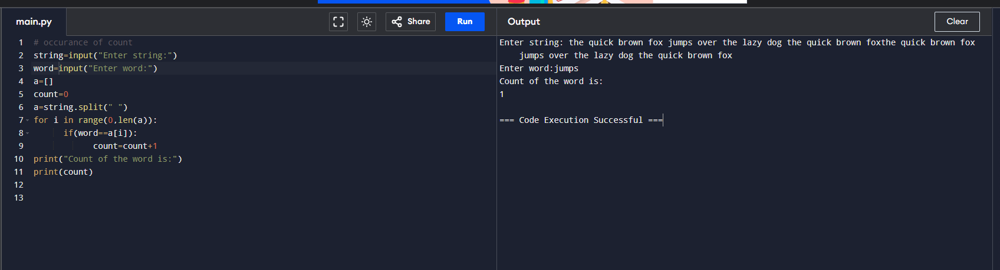 main.py
Share
Run
Output
Clear
1 # occurance of count
2 string=input("Enter string:")
3 word=input("Enter word:")
4 a=[]
5 count=0
6 a=string.split(" ")
7 for i in range(0,len(a)):
8 if(word==a[i]):
9 count=count+1
10 print("Count of the word is:")
11 print(count)
12
13
Enter string: the quick brown fox jumps over the lazy dog the quick brown foxthe quick brown fox
jumps over the lazy dog the quick brown fox
Enter word:jumps
Count of the word is:
1
=== Code Execution Successful ===